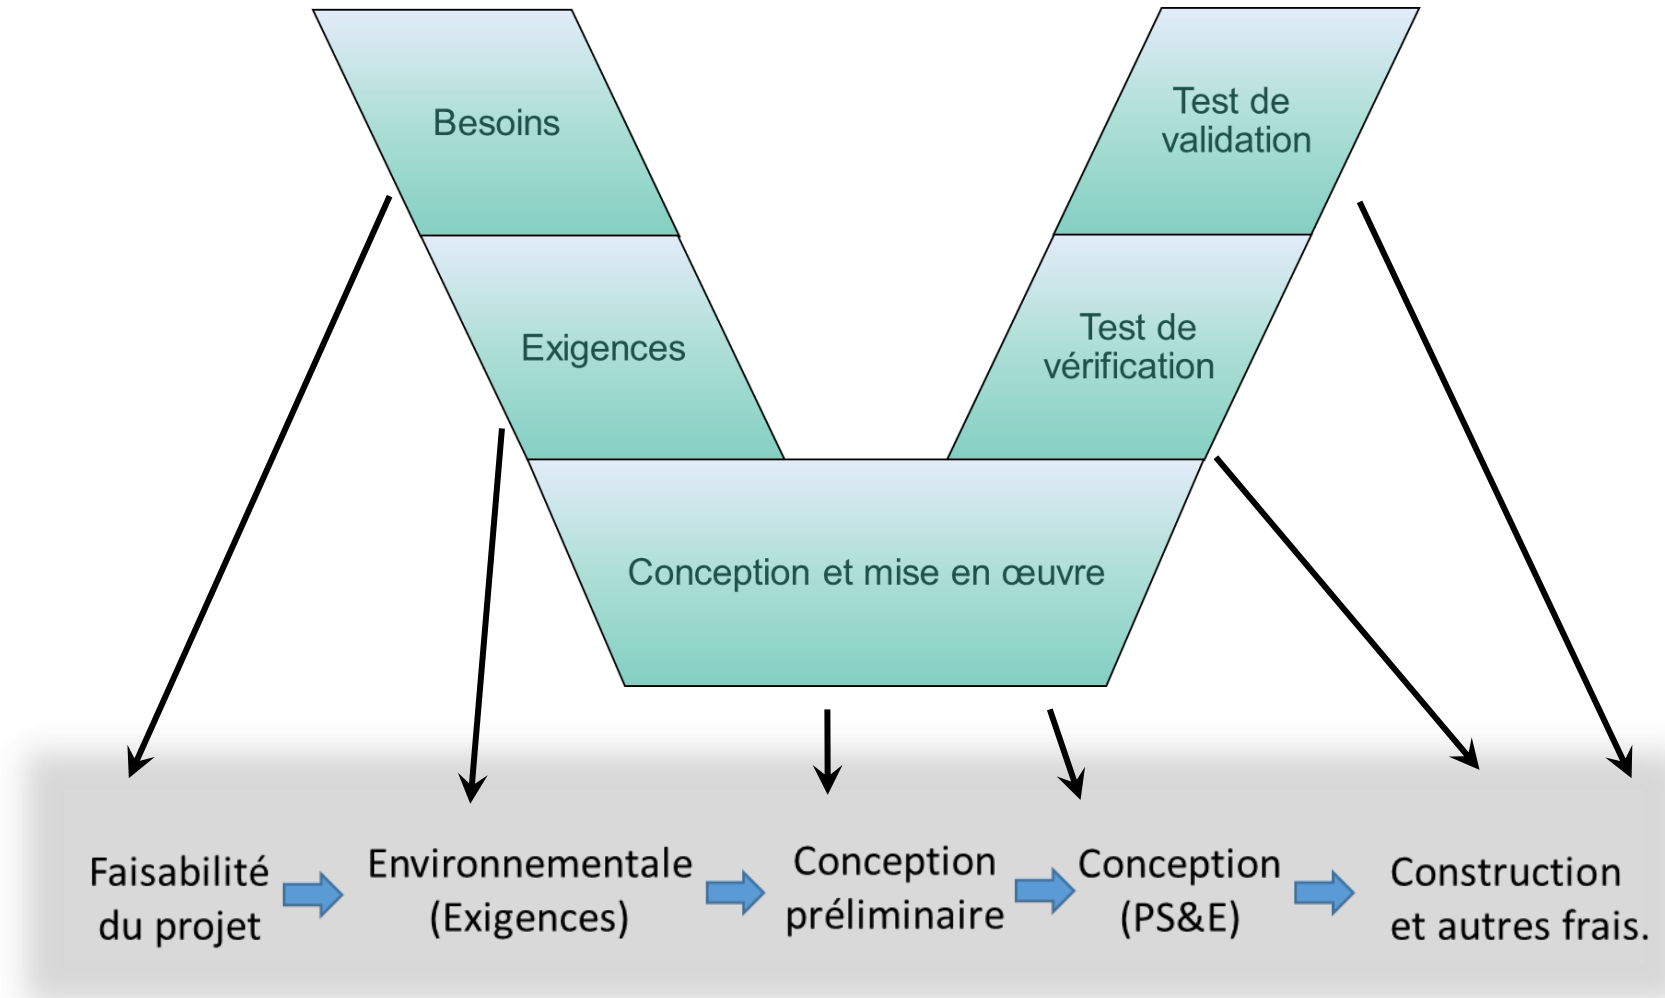 Besoins
Test de
validation
Exigences
Test de
vérification
Conception et mise en œuvre
Faisabilité
du projet
Environnementale
(Exigences)
Conception
préliminaire
Conception
(PS&E)
Construction
et autres frais.